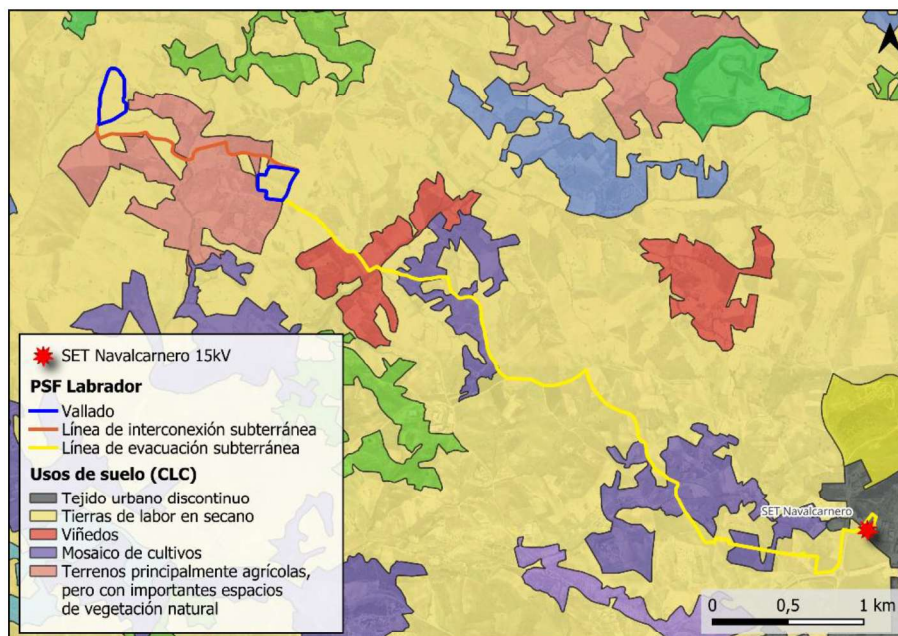 SET Navalcarnero
SET Navalcarnero 15kV
PSF Labrador
Vallado
Línea de interconexión subterránea
Línea de evacuación subterránea
Usos de suelo (CLC)
Tejido urbano discontinuo
Tierras de labor en secano
Viñedos
Mosaico de cultivos
Terrenos principalmente agrícolas,
pero con importantes espacios
de vegetación natural
0 0,5 1 km